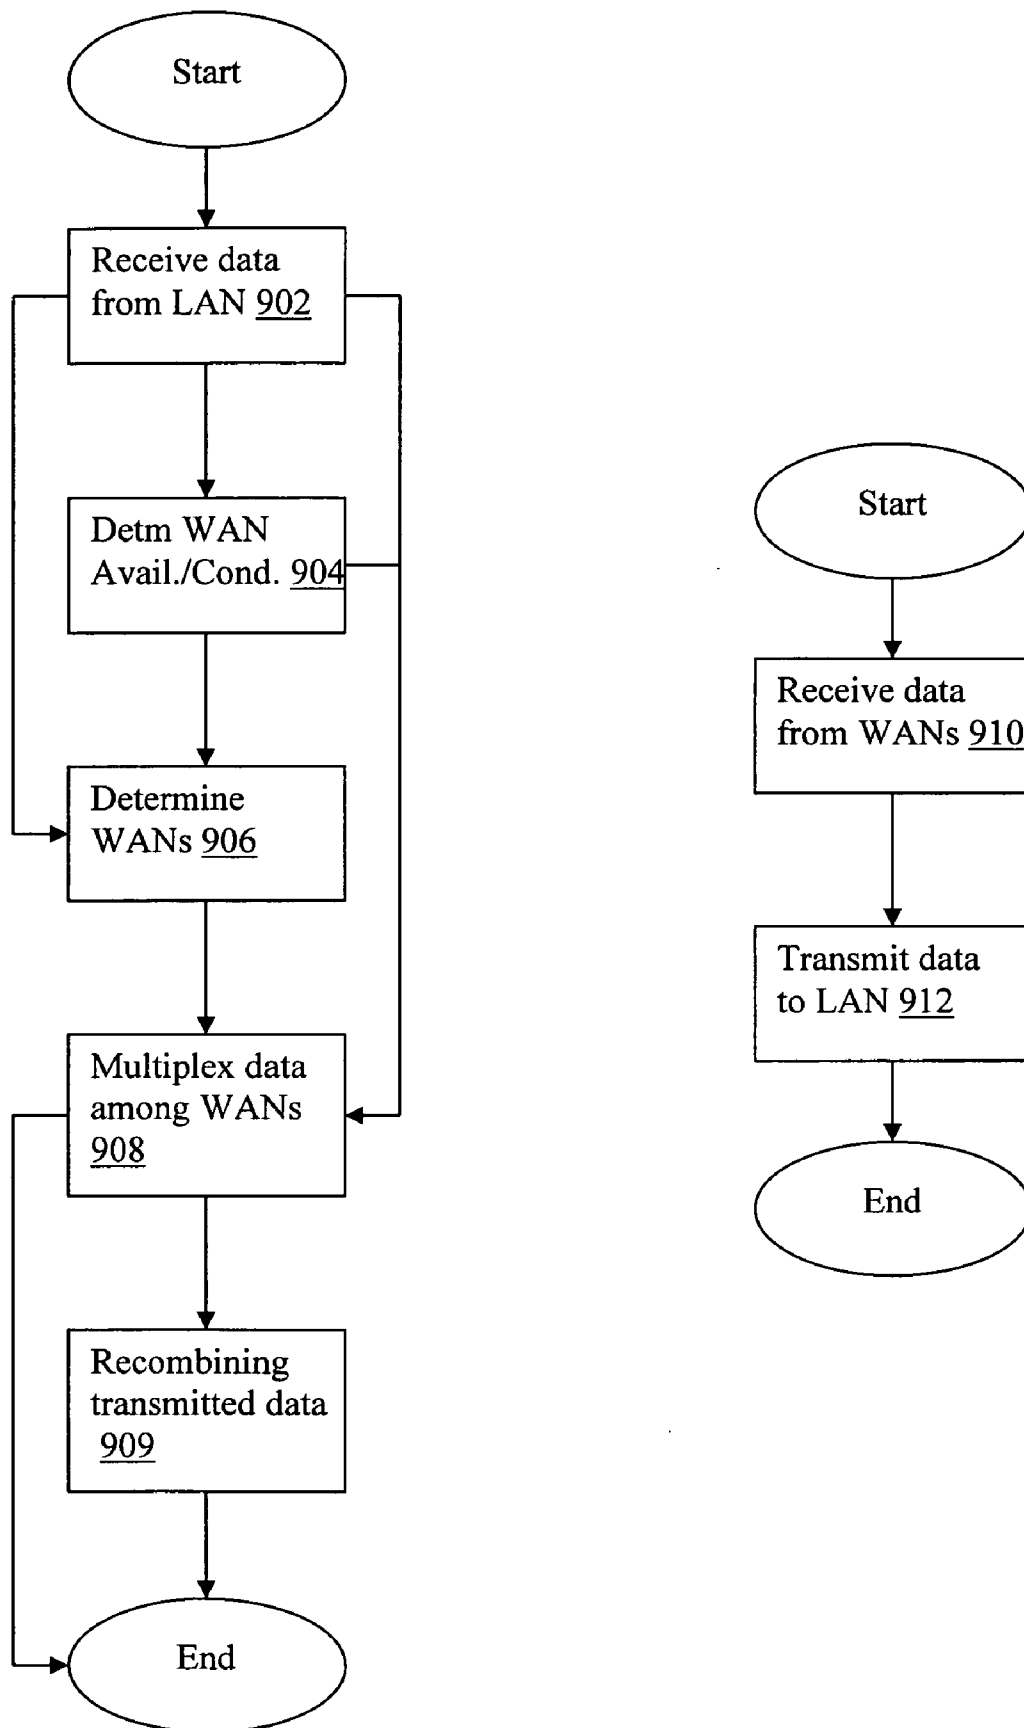 Start
Receive data
from LAN 902
Detm WAN
Avail./Cond. 904
Determine
WANs 906
Multiplex data
among WANs
908
Recombining
transmitted data
909
End
Start
Receive data
from WANs 910
Transmit data
to LAN 912
End